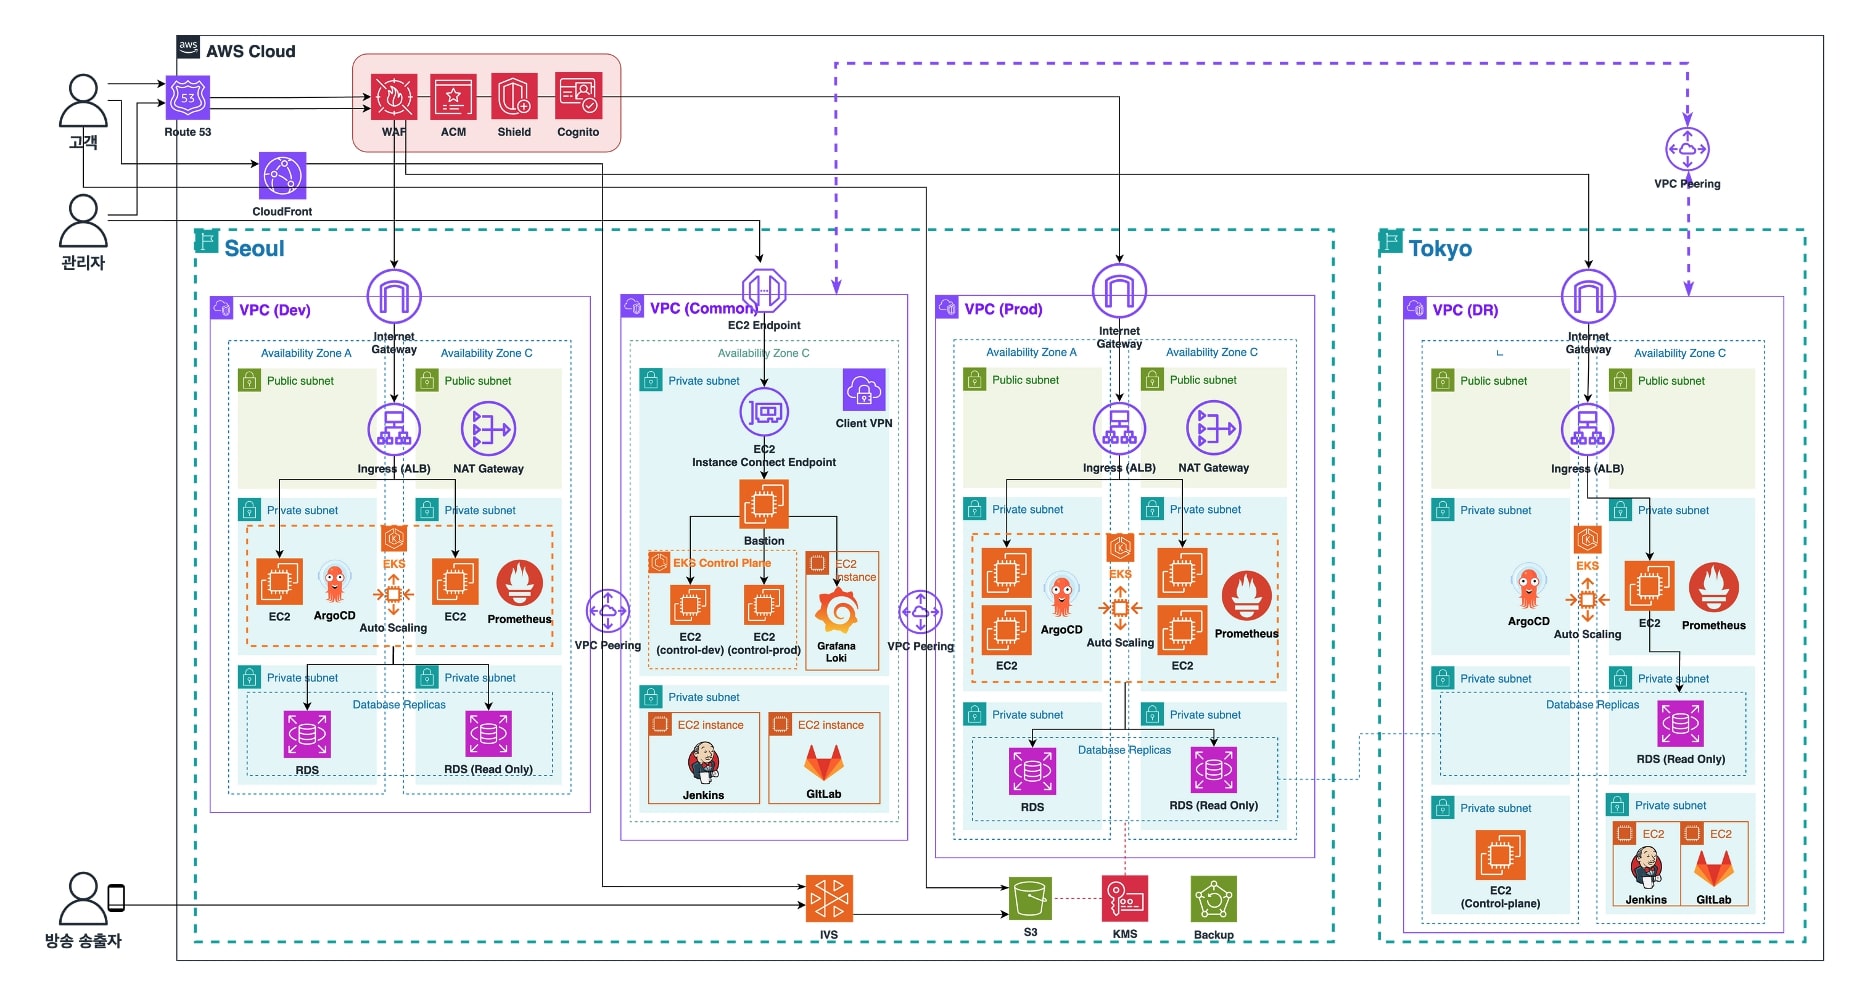 aws
AWS Cloud
고객
53
Route 53
WAF
ACM
Shield
Cognito
CloudFront
관리자
VPC Peering
Seoul
VPC (Dev)
Internet
Gateway
Availability Zone A
Availability Zone C
Public subnet
Public subnet
Ingress (ALB)
NAT Gateway
Private subnet
Private subnet
EKS
EC2
ArgoCD
Auto Scaling
EC2
Prometheus
Private subnet
Private subnet
Database Replicas
RDS
RDS (Read Only)
VPC Peering
VPC (Common)
EC2 Endpoint
Availability Zone C
Private subnet
Client VPN
EC2
Instance Connect Endpoint
Bastion
EKS Control Plane
EC2
(control-dev)
EC2
(control-prod)
EC2
instance
Grafana
Loki
Private subnet
EC2 instance
Jenkins
EC2 instance
GItLab
VPC Peering
VPC (Prod)
Internet
Gateway
Availability Zone A
Availability Zone C
Public subnet
Public subnet
Ingress (ALB)
NAT Gateway
Private subnet
Private subnet
EKS
ArgoCD
Auto Scaling
Prometheus
EC2
EC2
Private subnet
Private subnet
Database Replicas
RDS
RDS (Read Only)
Tokyo
VPC (DR)
Internet
Gateway
ㄴ
Availability Zone C
Public subnet
Public subnet
Ingress (ALB)
Private subnet
Private subnet
EKS
ArgoCD
Auto Scaling
EC2
Prometheus
Private subnet
Private subnet
Database Replicas
RDS (Read Only)
Private subnet
EC2
(Control-plane)
Private subnet
EC2
Jenkins
EC2
GItLab
방송 송출자
IVS
S3
KMS
Backup